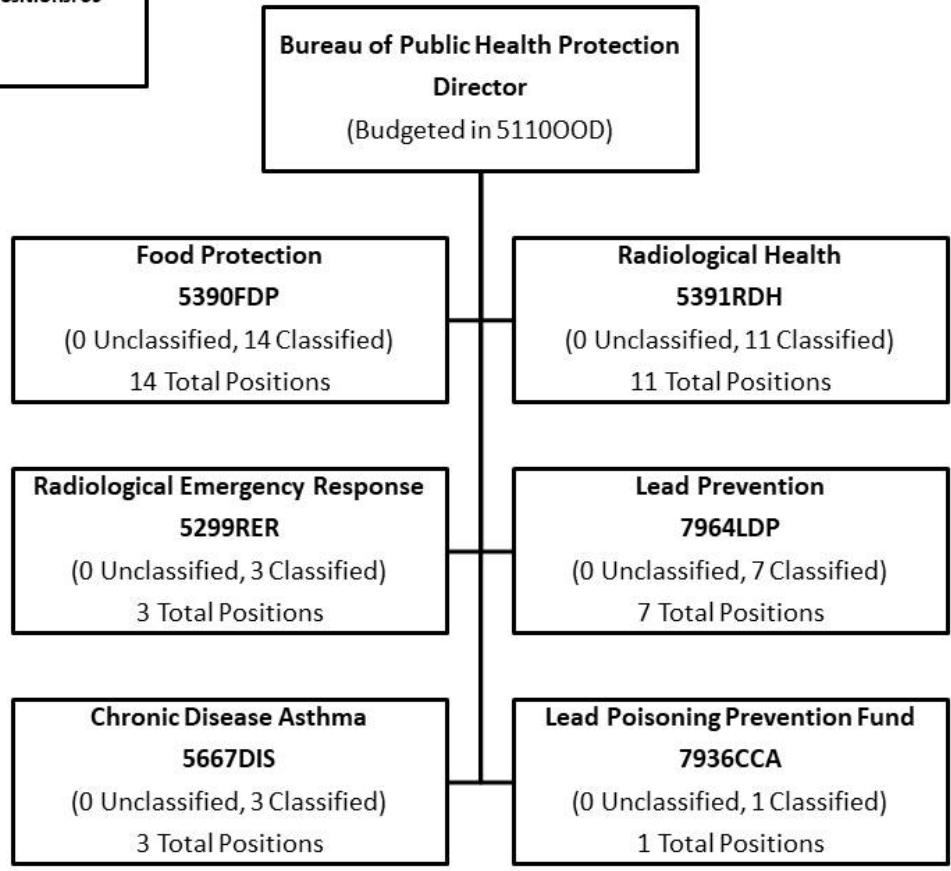 Bureau of Public Health Protection
Director
(Budgeted in 5110OOD)
Food Protection
5390FDP
(0 Unclassified, 14 Classified)
14 Total Positions
Radiological Health
5391RDH
(0 Unclassified, 11 Classified)
11 Total Positions
Radiological Emergency Response
5299RER
(0 Unclassified, 3 Classified)
3 Total Positions
Lead Prevention
7964LDP
(0 Unclassified, 7 Classified)
7 Total Positions
Chronic Disease Asthma
5667DIS
(0 Unclassified, 3 Classified)
3 Total Positions
Lead Poisoning Prevention Fund
7936CCA
(0 Unclassified, 1 Classified)
1 Total Positions